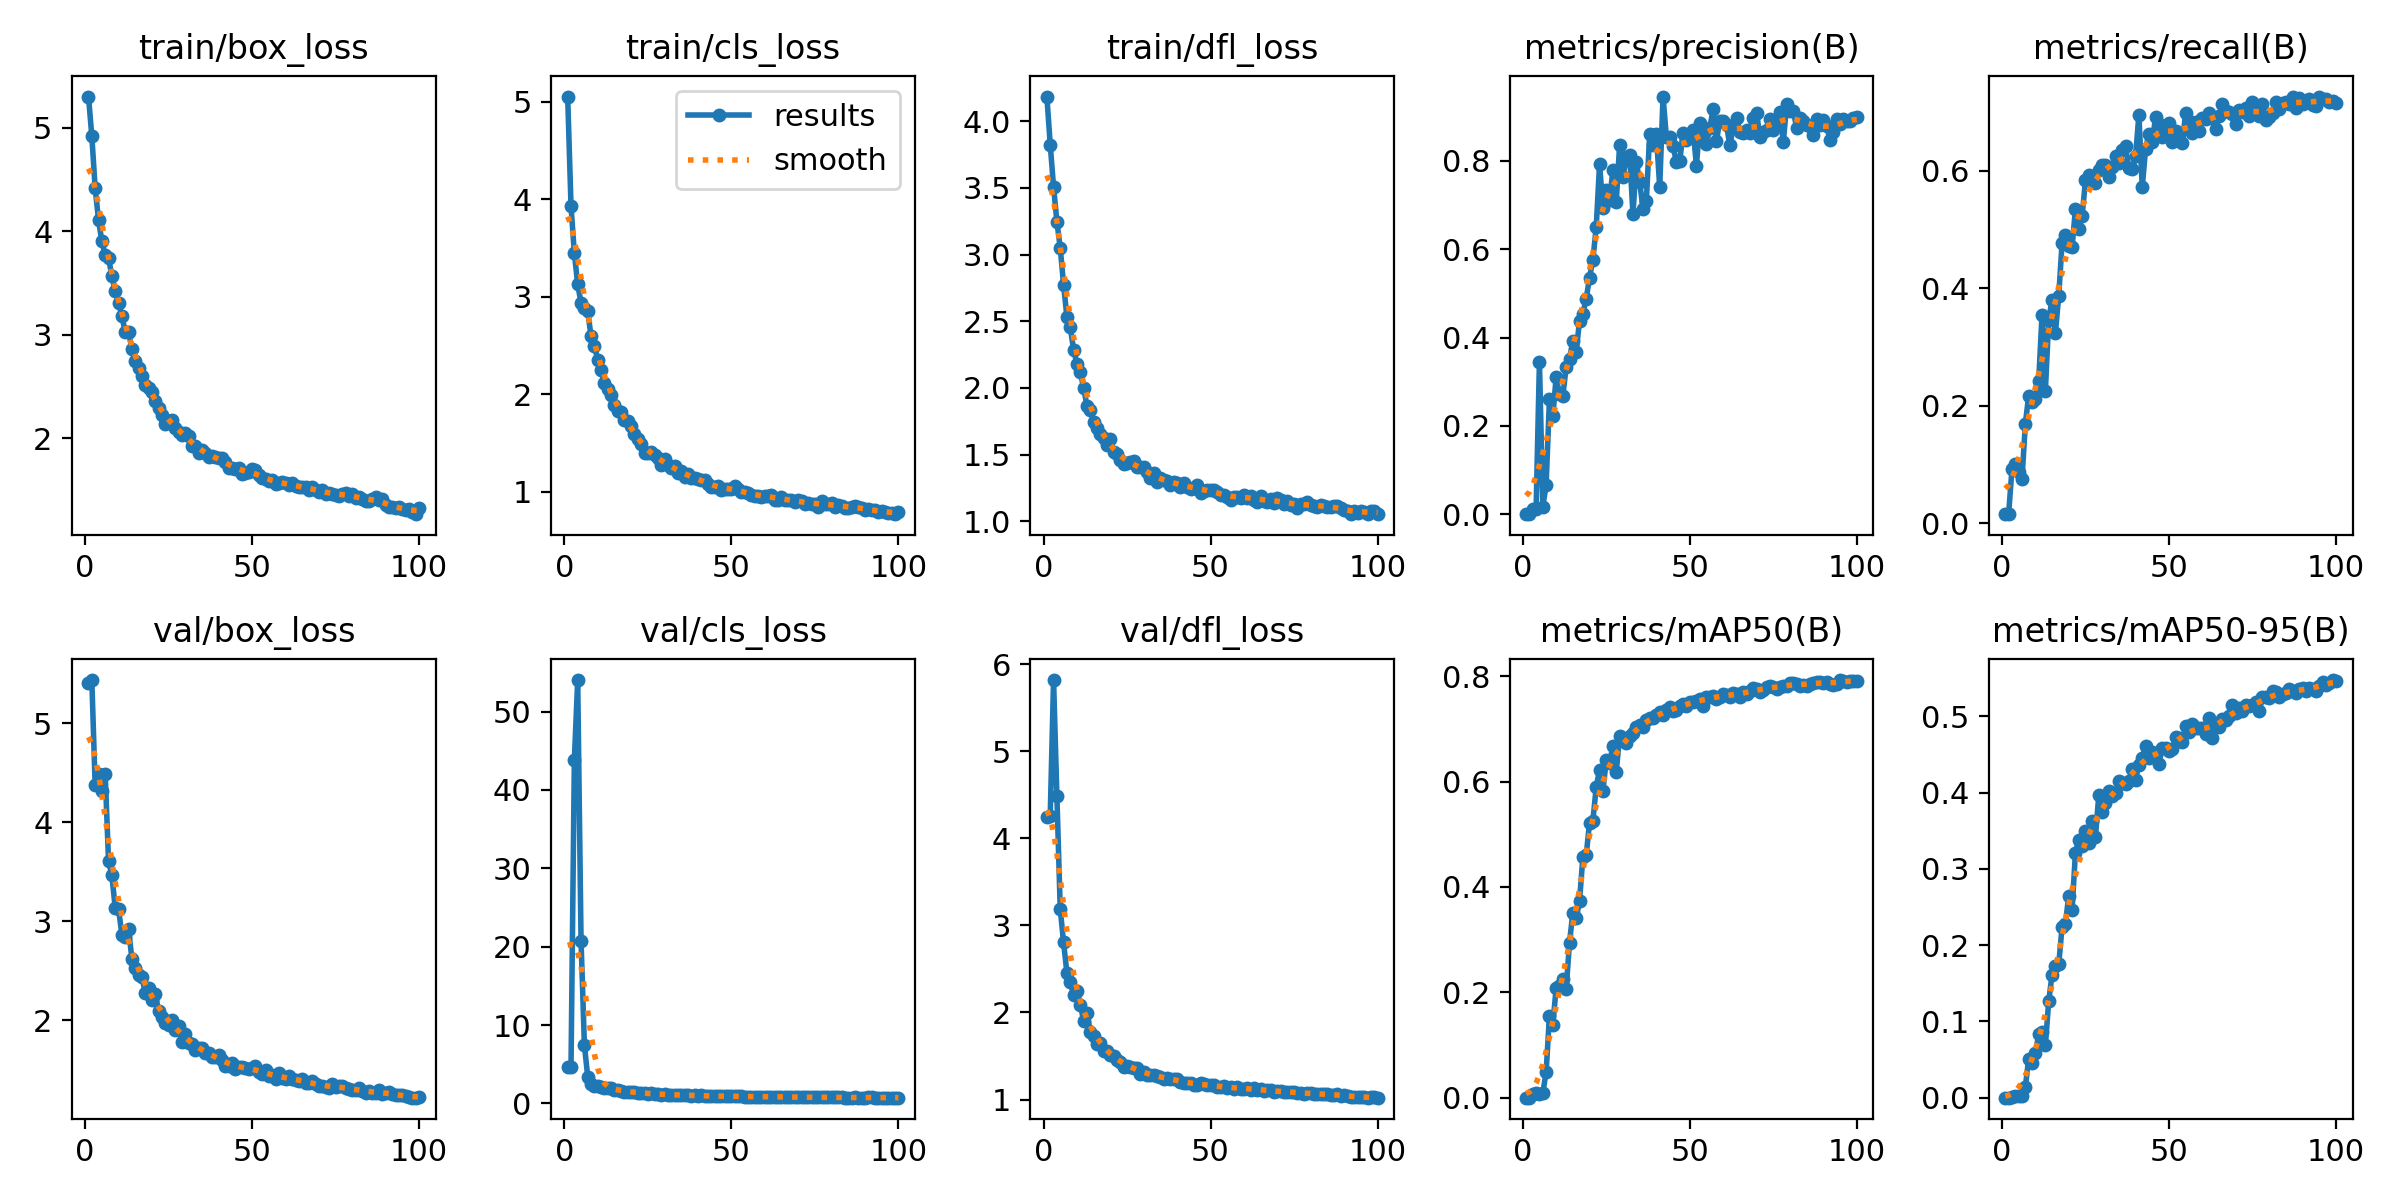 train/box_loss
train/cls_loss
train/dfl_loss
metrics/precision(B)
metrics/recall(B)
results
smooth
5
4
3
2
0 50 100
5
4
3
2
1
0 50 100
4.0
3.5
3.0
2.5
2.0
1.5
1.0
0 50 100
0.8
0.6
0.4
0.2
0.0
0 50 100
0.6
0.4
0.2
0.0
0 50 100
val/box_loss
val/cls_loss
val/dfl_loss
metrics/mAP50(B)
metrics/mAP50-95(B)
5
4
3
2
0 50 100
50
40
30
20
10
0
0 50 100
6
5
4
3
2
1
0 50 100
0.8
0.6
0.4
0.2
0.0
0 50 100
0.5
0.4
0.3
0.2
0.1
0.0
0 50 100